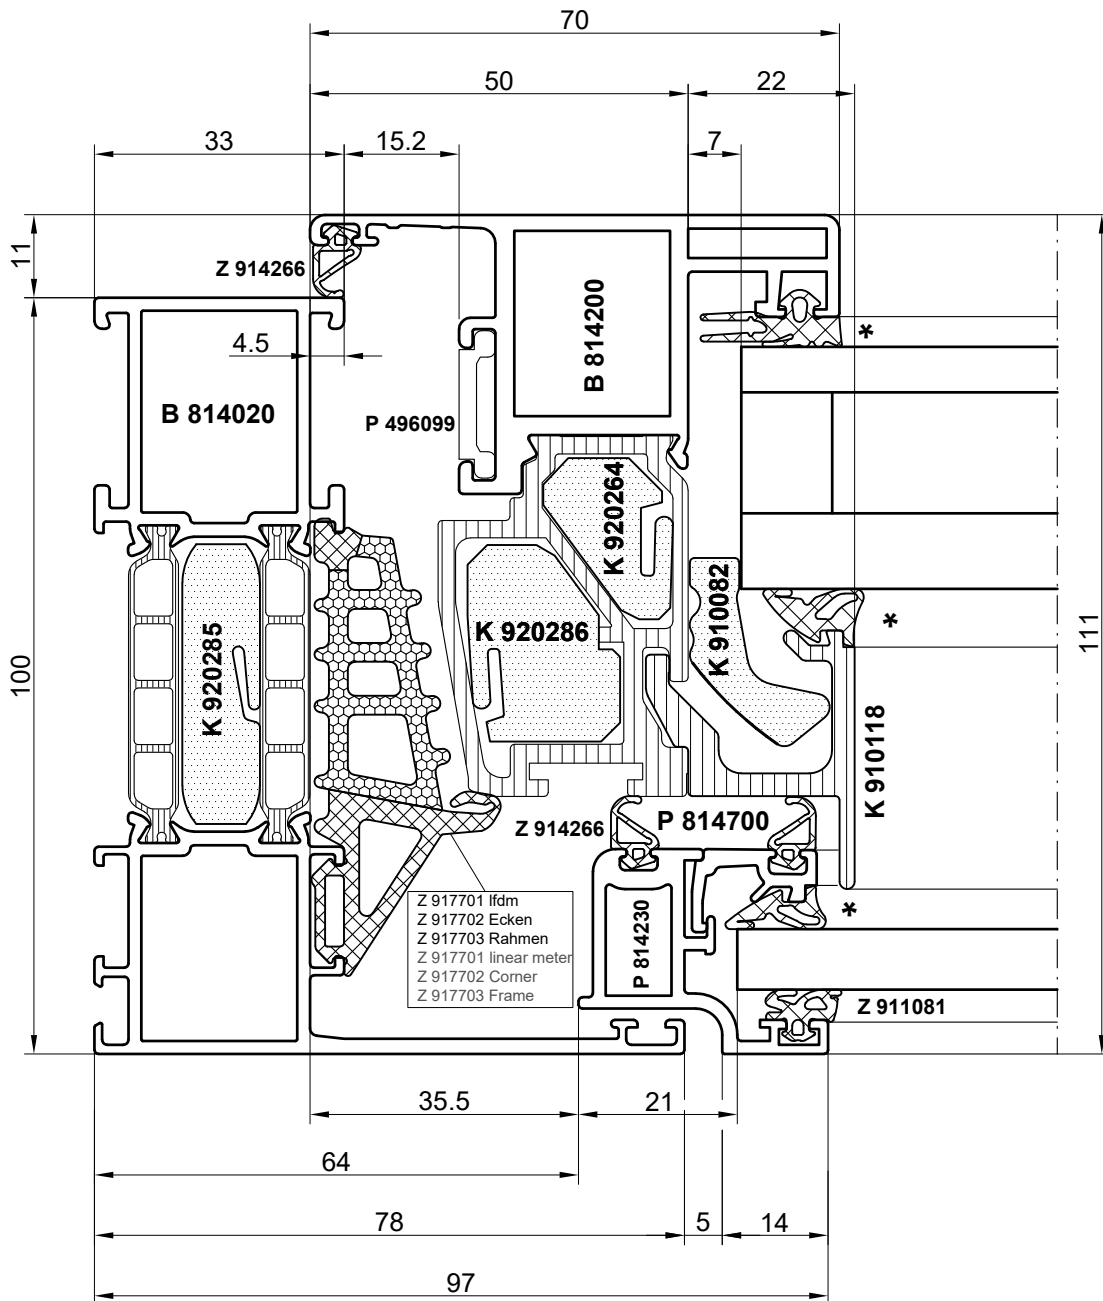 70
50
22
33
15.2
7
11
Z 914266
4.5
B 814200
*
B 814020
P 496099
K 920264
111
*
K 910082
K 920286
100
K 920285
K 910118
Z 914266
P 814700
*
Z 917701 lfdm
Z 917702 Ecken
Z 917703 Rahmen
Z 917701 linear meter
Z 917702 Corner
Z 917703 Frame
P 814230
Z 911081
35.5
21
64
78
5
14
97